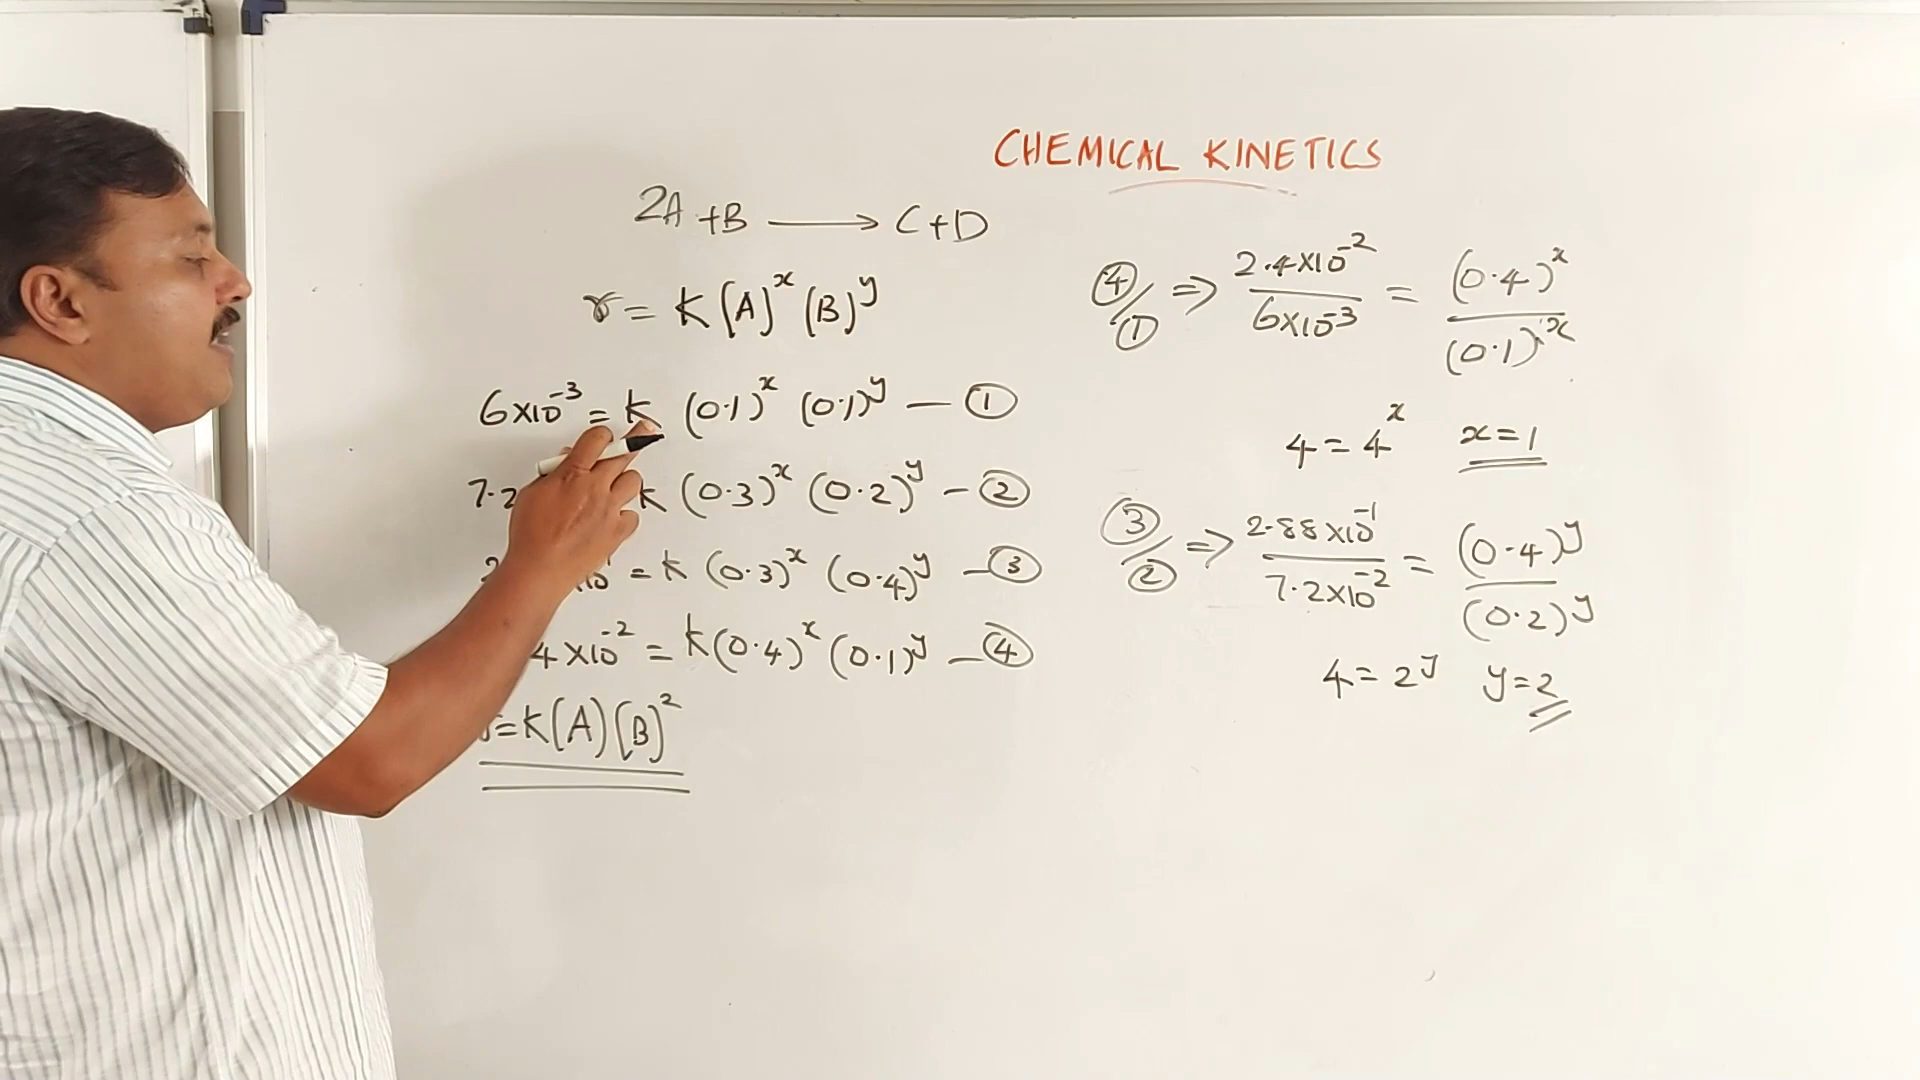 CHEMICAL KINETICS
2A + B ⟶ C + D
r = K (A)^x (B)^y
6×10^-3 = K (0.1)^x (0.1)^y — ①
7.2 K (0.3)^x (0.2)^y — ②
= K (0.3)^x (0.4)^y — ③
4 ×10^-2 = K (0.4)^x (0.1)^y — ④
= K (A) (B)^2
④/① ⇒ 2.4×10^-2 / 6×10^-3 = (0.4)^x / (0.1)^x
4 = 4^x x = 1
③/② ⇒ 2.88×10^-1 / 7.2×10^-2 = (0.4)^y / (0.2)^y
4 = 2^y y = 2